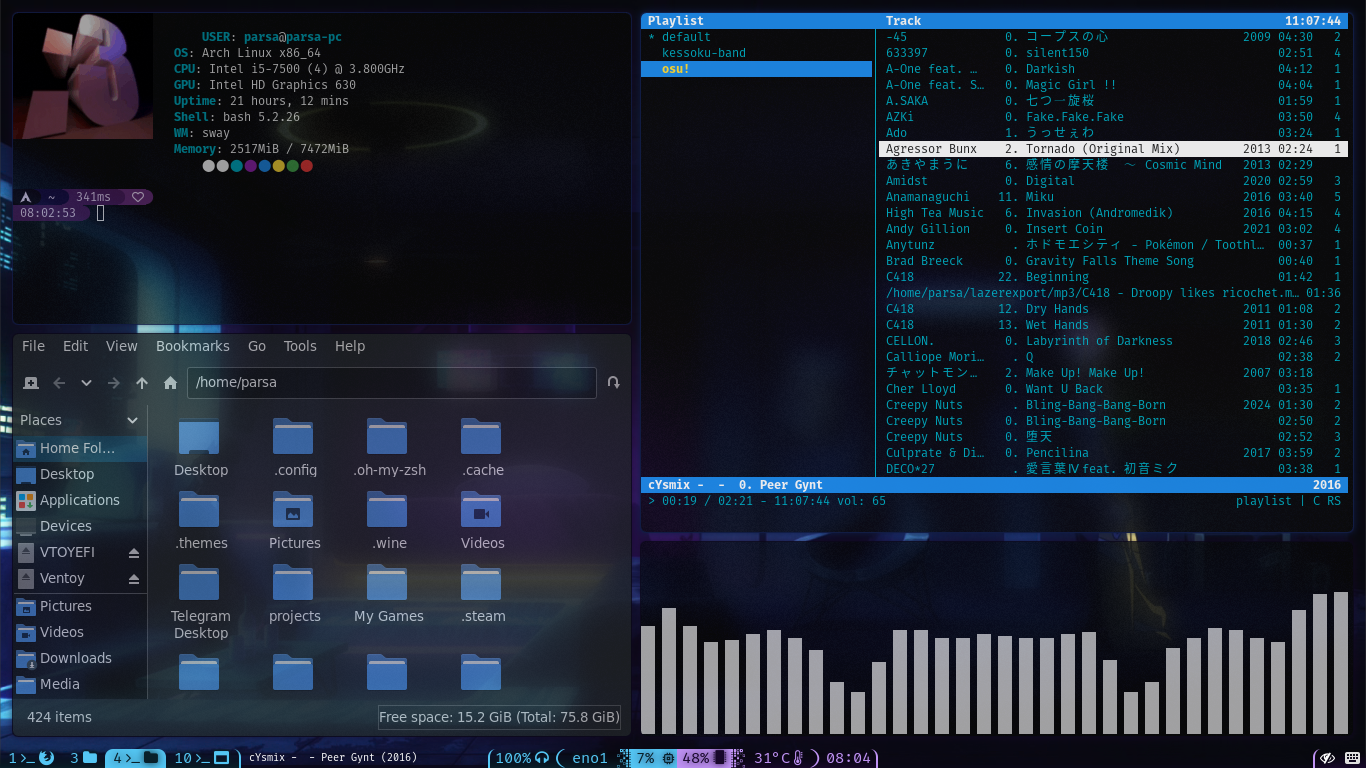 USER: parsa@parsa-pc
OS: Arch Linux x86_64
CPU: Intel i5-7500 (4) @ 3.800GHz
GPU: Intel HD Graphics 630
Uptime: 21 hours, 12 mins
Shell: bash 5.2.26
WM: sway
Memory: 2517MiB / 7472MiB
~ 341ms
08:02:53
File Edit View Bookmarks Go Tools Help
/home/parsa
Places
Home Fol…
Desktop
Applications
Devices
VTOYEFI
Ventoy
Pictures
Videos
Downloads
Media
Desktop .config .oh-my-zsh .cache
.themes Pictures .wine Videos
Telegram Desktop projects My Games .steam
424 items
Free space: 15.2 GiB (Total: 75.8 GiB)
Playlist
* default
kessoku-band
osu!
Track 11:07:44
-45 0. コープスの心 2009 04:30 2
633397 0. silent150 02:51 4
A-One feat. … 0. Darkish 04:12 1
A-One feat. S… 0. Magic Girl !! 04:04 1
A.SAKA 0. 七つ一旋桜 01:59 1
AZKi 0. Fake.Fake.Fake 03:50 4
Ado 1. うっせぇわ 03:24 1
Agressor Bunx 2. Tornado (Original Mix) 2013 02:24 1
あきやまうに 6. 感情の摩天楼 ～ Cosmic Mind 2013 02:29
Amidst 0. Digital 2020 02:59 3
Anamanaguchi 11. Miku 2016 03:40 5
High Tea Music 6. Invasion (Andromedik) 2016 04:15 4
Andy Gillion 0. Insert Coin 2021 03:02 4
Anytunz . ホドモエシティ - Pokémon / Toothl… 00:37 1
Brad Breeck 0. Gravity Falls Theme Song 00:40 1
C418 22. Beginning 01:42 1
/home/parsa/lazerexport/mp3/C418 - Droopy likes ricochet.m… 01:36
C418 12. Dry Hands 2011 01:08 2
C418 13. Wet Hands 2011 01:30 2
CELLON. 0. Labyrinth of Darkness 2018 02:46 3
Calliope Mori… . Q 02:38 2
チャットモン… 2. Make Up! Make Up! 2007 03:18
Cher Lloyd 0. Want U Back 03:35 1
Creepy Nuts . Bling-Bang-Bang-Born 2024 01:30 2
Creepy Nuts 0. Bling-Bang-Bang-Born 02:50 2
Creepy Nuts 0. 堕天 02:52 3
Culprate & Di… 0. Pencilina 2017 03:59 2
DECO*27 . 愛言葉Ⅳ feat. 初音ミク 03:38 1
cYsmix - - 0. Peer Gynt 2016
> 00:19 / 02:21 - 11:07:44 vol: 65 playlist | C RS
1 3 4 10 cYsmix - - Peer Gynt (2016) 100% eno1 7% 48% 31°C 08:04